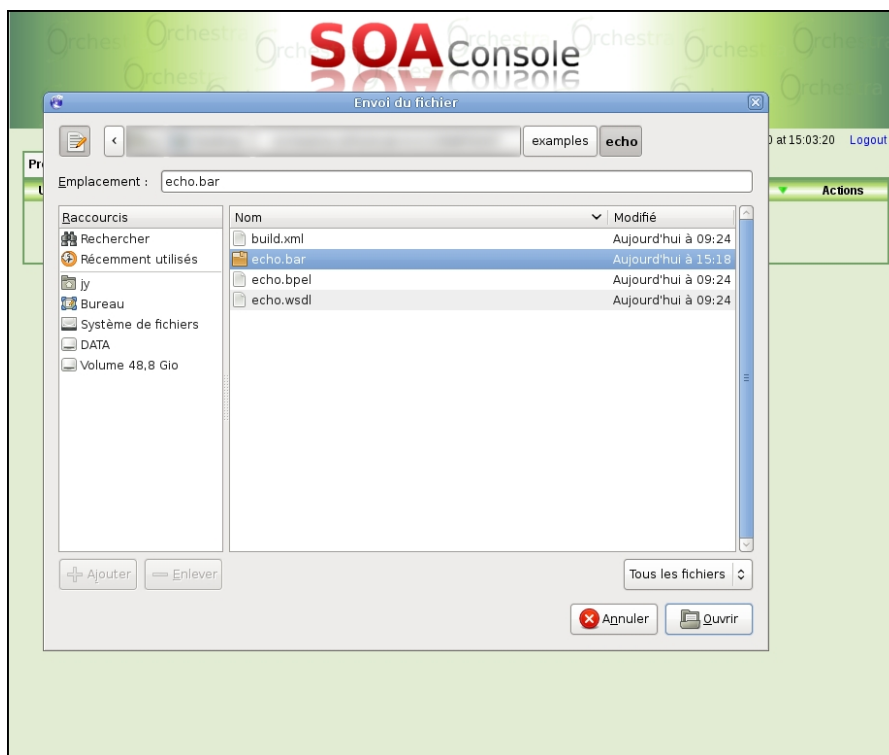 SOA Console
Envoi du fichier
examples echo
at 15:03:20 Logout
Emplacement : echo.bar
Actions
Raccourcis
Nom Modifié
Rechercher
build.xml Aujourd'hui à 09:24
Récemment utilisés
echo.bar Aujourd'hui à 15:18
jy
echo.bpel Aujourd'hui à 09:24
Bureau
echo.wsdl Aujourd'hui à 09:24
Système de fichiers
DATA
Volume 48,8 Gio
Ajouter Enlever
Tous les fichiers
Annuler Ouvrir